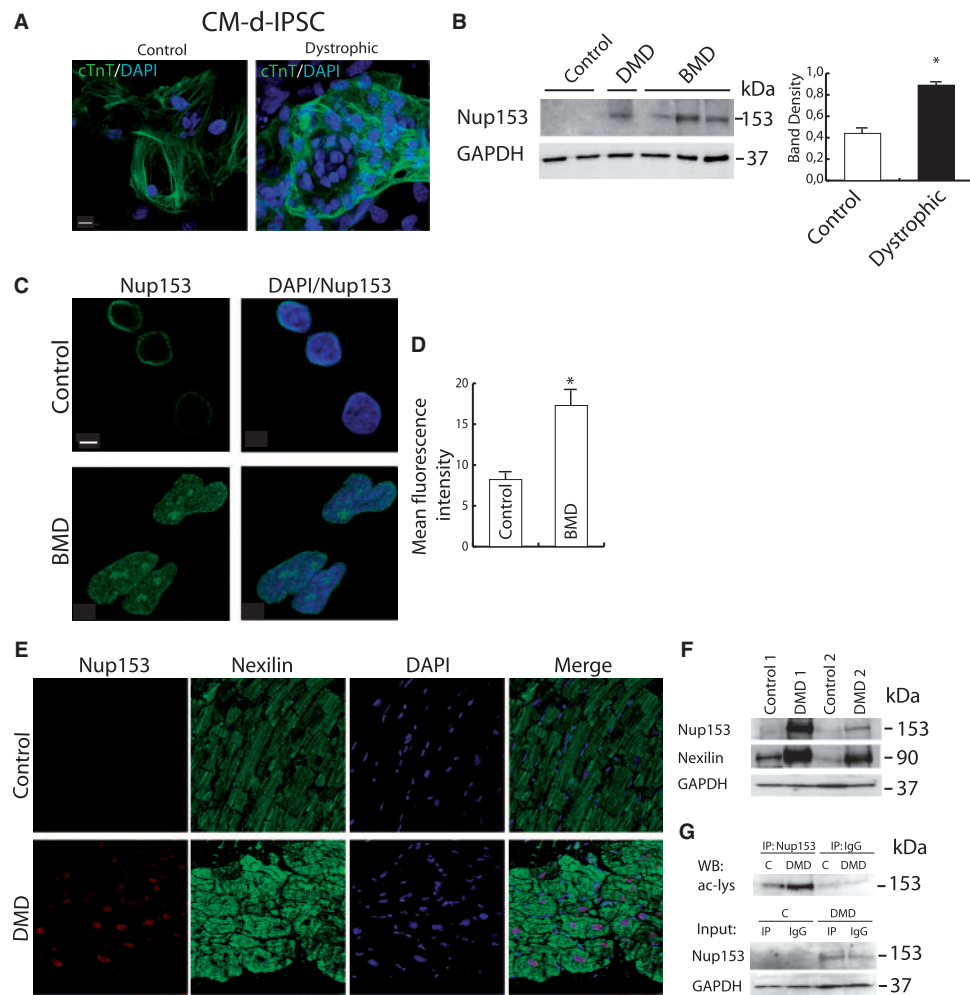 A
CM-d-IPSC
Control
Dystrophic
cTnT/DAPI
cTnT/DAPI
B
Control
DMD
BMD
kDa
Nup153
-153
GAPDH
-37
Band Density
1,0
0,8
0,6
0,4
0,2
0,0
*
Control
Dystrophic
C
Nup153
DAPI/Nup153
Control
BMD
D
Mean fluorescence
intensity
20
15
10
5
0
*
Control
BMD
E
Nup153
Nexilin
DAPI
Merge
Control
DMD
F
Control 1
DMD 1
Control 2
DMD 2
kDa
Nup153
- 153
Nexilin
- 90
GAPDH
- 37
G
IP: Nup153
IP: IgG
kDa
WB:
C DMD C DMD
ac-lys
- 153
C
DMD
Input:
IP IgG IP IgG
Nup153
- 153
GAPDH
- 37